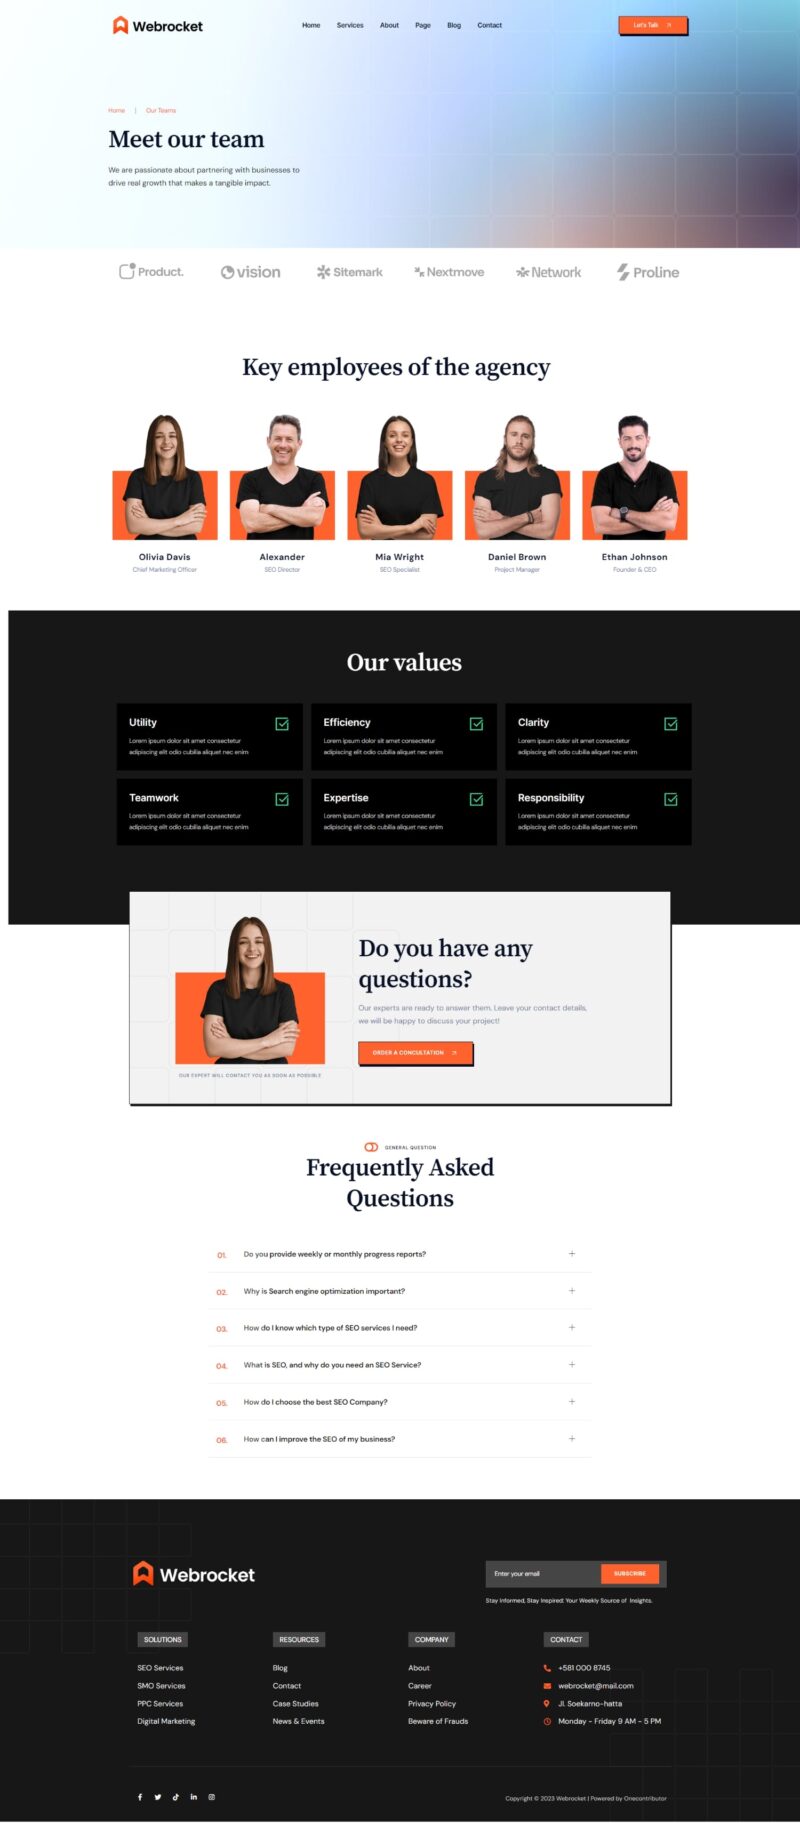 Webrocket
Home Services About Page Blog Contact
Let's Talk
Home | Our Teams
Meet our team
We are passionate about partnering with businesses to
drive real growth that makes a tangible impact.
Product. vision Sitemark Nextmove Network Proline
Key employees of the agency
Olivia Davis Alexander Mia Wright Daniel Brown Ethan Johnson
Chief Marketing Officer SEO Director SEO Specialist Project Manager Founder & CEO
Our values
Utility Efficiency Clarity
Lorem ipsum dolor sit amet consectetur Lorem ipsum dolor sit amet consectetur Lorem ipsum dolor sit amet consectetur
adipiscing elit odio cubilia aliquet nec enim adipiscing elit odio cubilia aliquet nec enim adipiscing elit odio cubilia aliquet nec enim
Teamwork Expertise Responsibility
Lorem ipsum dolor sit amet consectetur Lorem ipsum dolor sit amet consectetur Lorem ipsum dolor sit amet consectetur
adipiscing elit odio cubilia aliquet nec enim adipiscing elit odio cubilia aliquet nec enim adipiscing elit odio cubilia aliquet nec enim
OUR EXPERT WILL CONTACT YOU AS SOON AS POSSIBLE
Do you have any
questions?
Our experts are ready to answer them. Leave your contact details,
we will be happy to discuss your project!
ORDER A CONCULTATION
GENERAL QUESTION
Frequently Asked
Questions
01. Do you provide weekly or monthly progress reports?
02. Why is Search engine optimization important?
03. How do I know which type of SEO services I need?
04. What is SEO, and why do you need an SEO Service?
05. How do I choose the best SEO Company?
06. How can I improve the SEO of my business?
Webrocket
Enter your email SUBSCRIBE
Stay Informed, Stay Inspired: Your Weekly Source of Insights.
SOLUTIONS RESOURCES COMPANY CONTACT
SEO Services Blog About +581 000 8745
SMO Services Contact Career webrocket@mail.com
PPC Services Case Studies Privacy Policy Jl. Soekarno-hatta
Digital Marketing News & Events Beware of Frauds Monday - Friday 9 AM - 5 PM
Copyright © 2023 Webrocket | Powered by Onecontributor